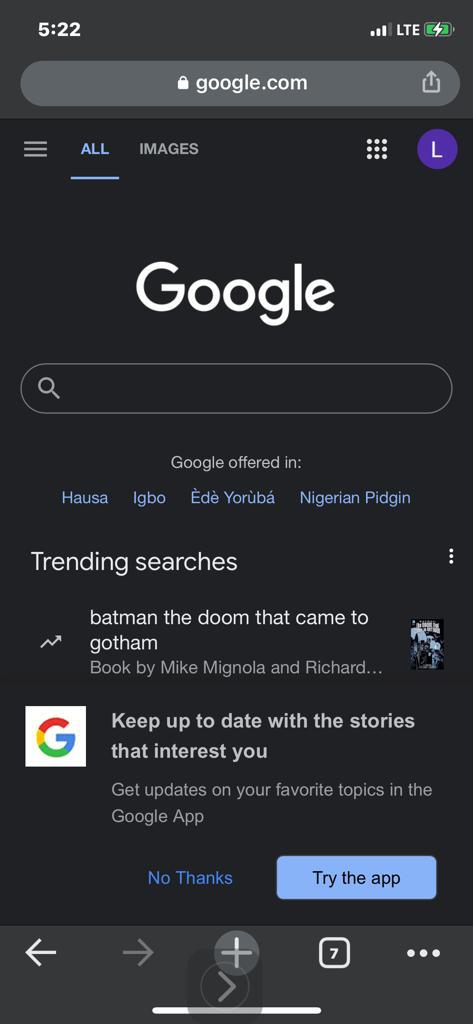 5:22
LTE
google.com
ALL IMAGES
L
Google
Google offered in:
Hausa Igbo Èdè Yorùbá Nigerian Pidgin
Trending searches
batman the doom that came to
gotham
Book by Mike Mignola and Richard...
G
Keep up to date with the stories
that interest you
Get updates on your favorite topics in the
Google App
No Thanks Try the app
7